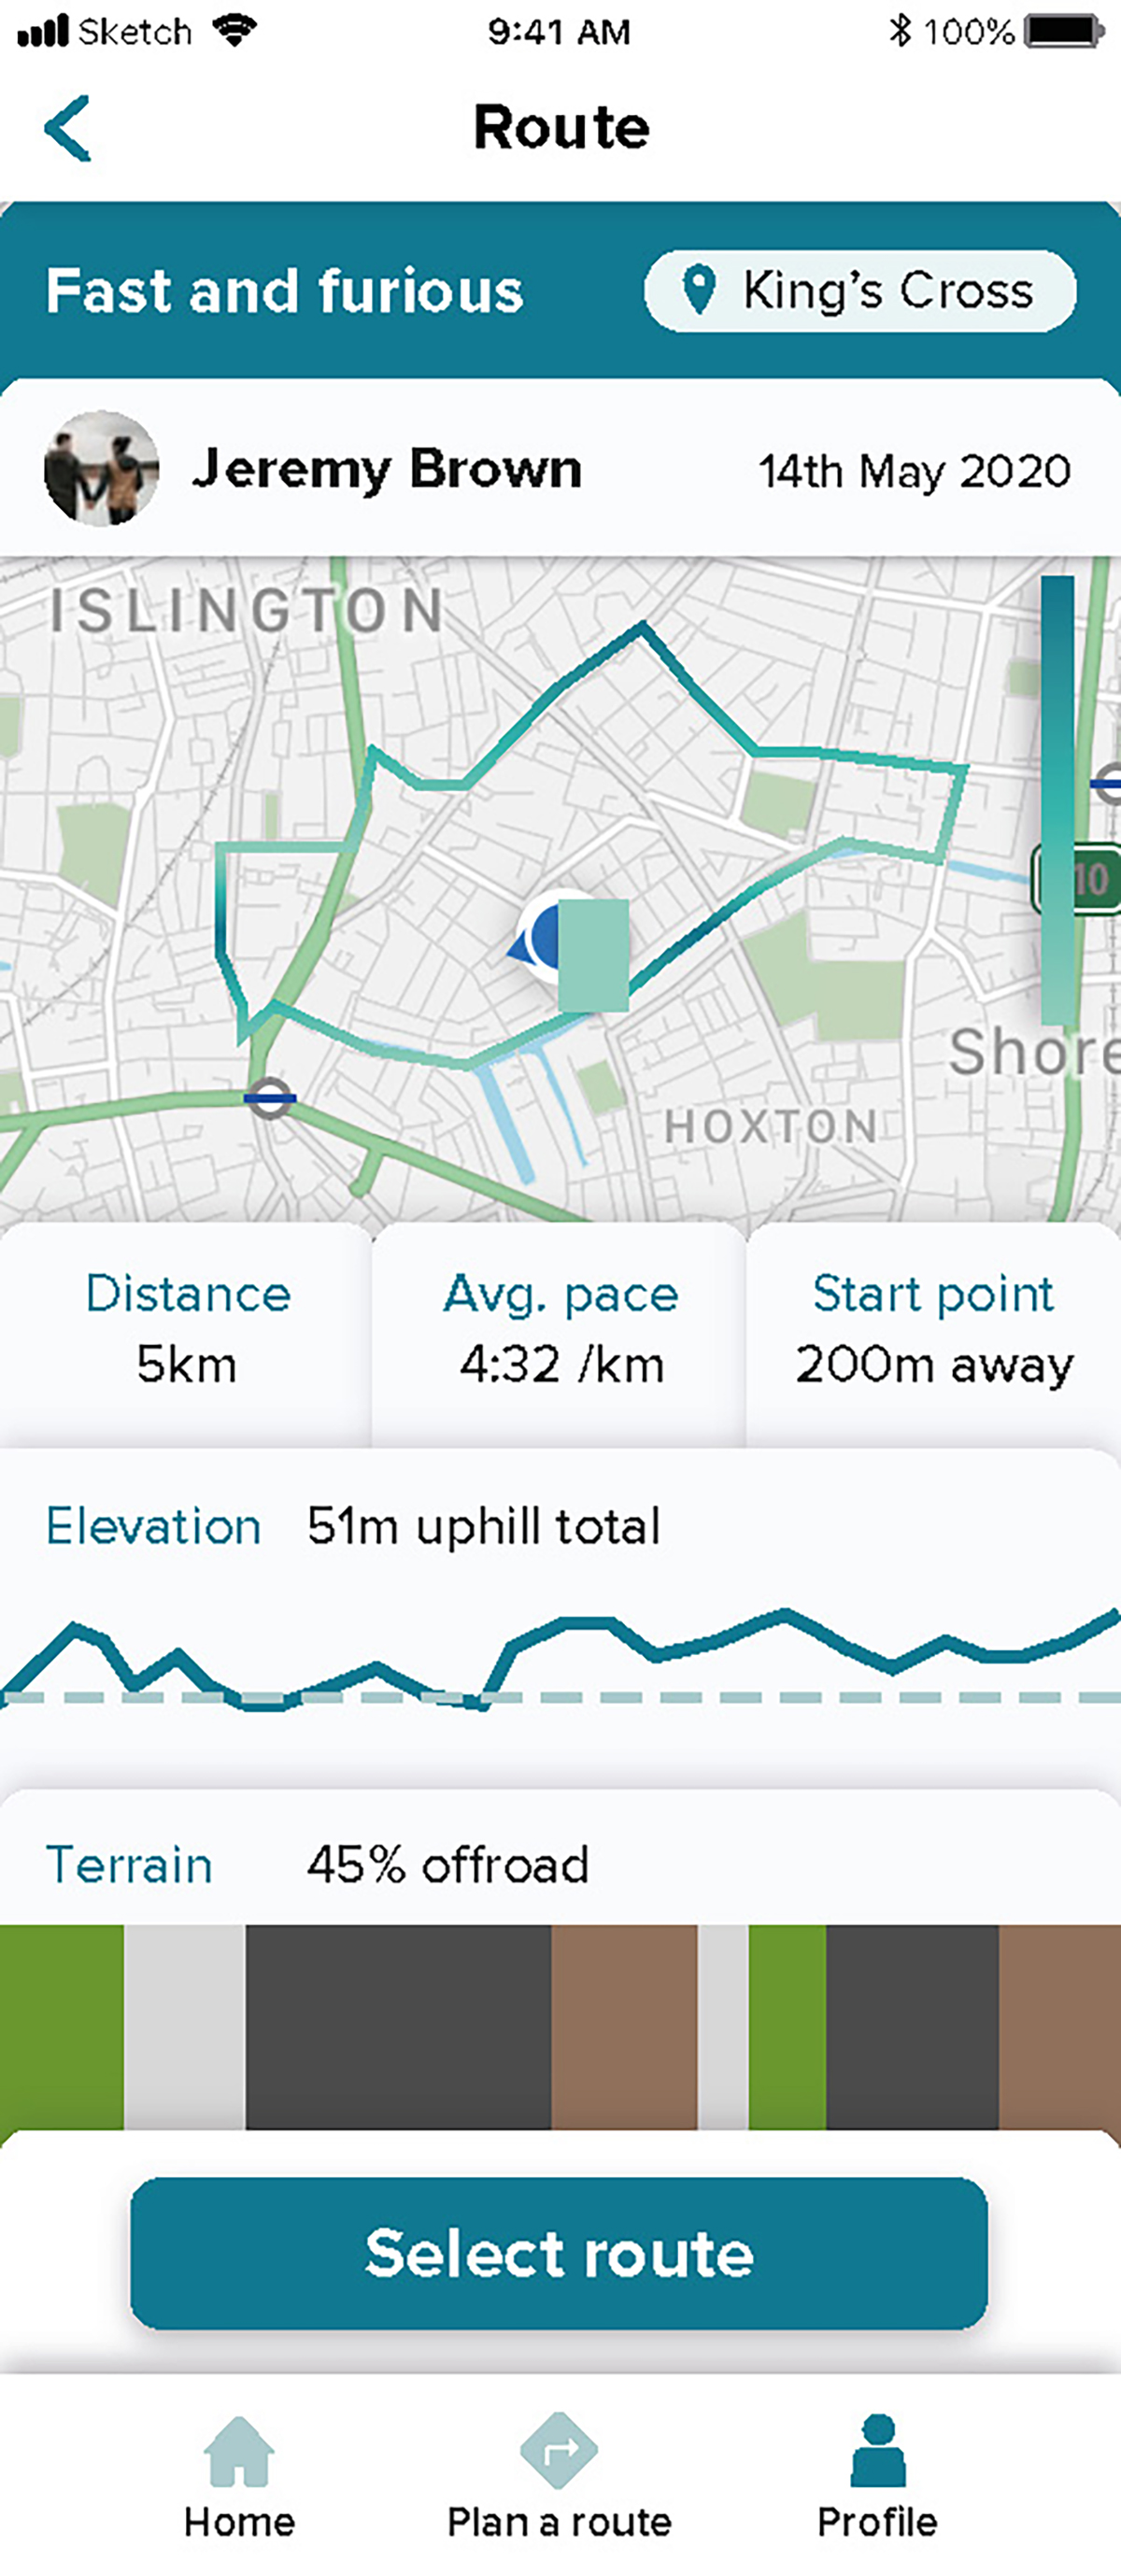 Sketch 9:41 AM 100%
Route
Fast and furious King's Cross
Jeremy Brown 14th May 2020
ISLINGTON
10
Shore
HOXTON
Distance Avg. pace Start point
5km 4:32 /km 200m away
Elevation 51m uphill total
Terrain 45% offroad
Select route
Home Plan a route Profile